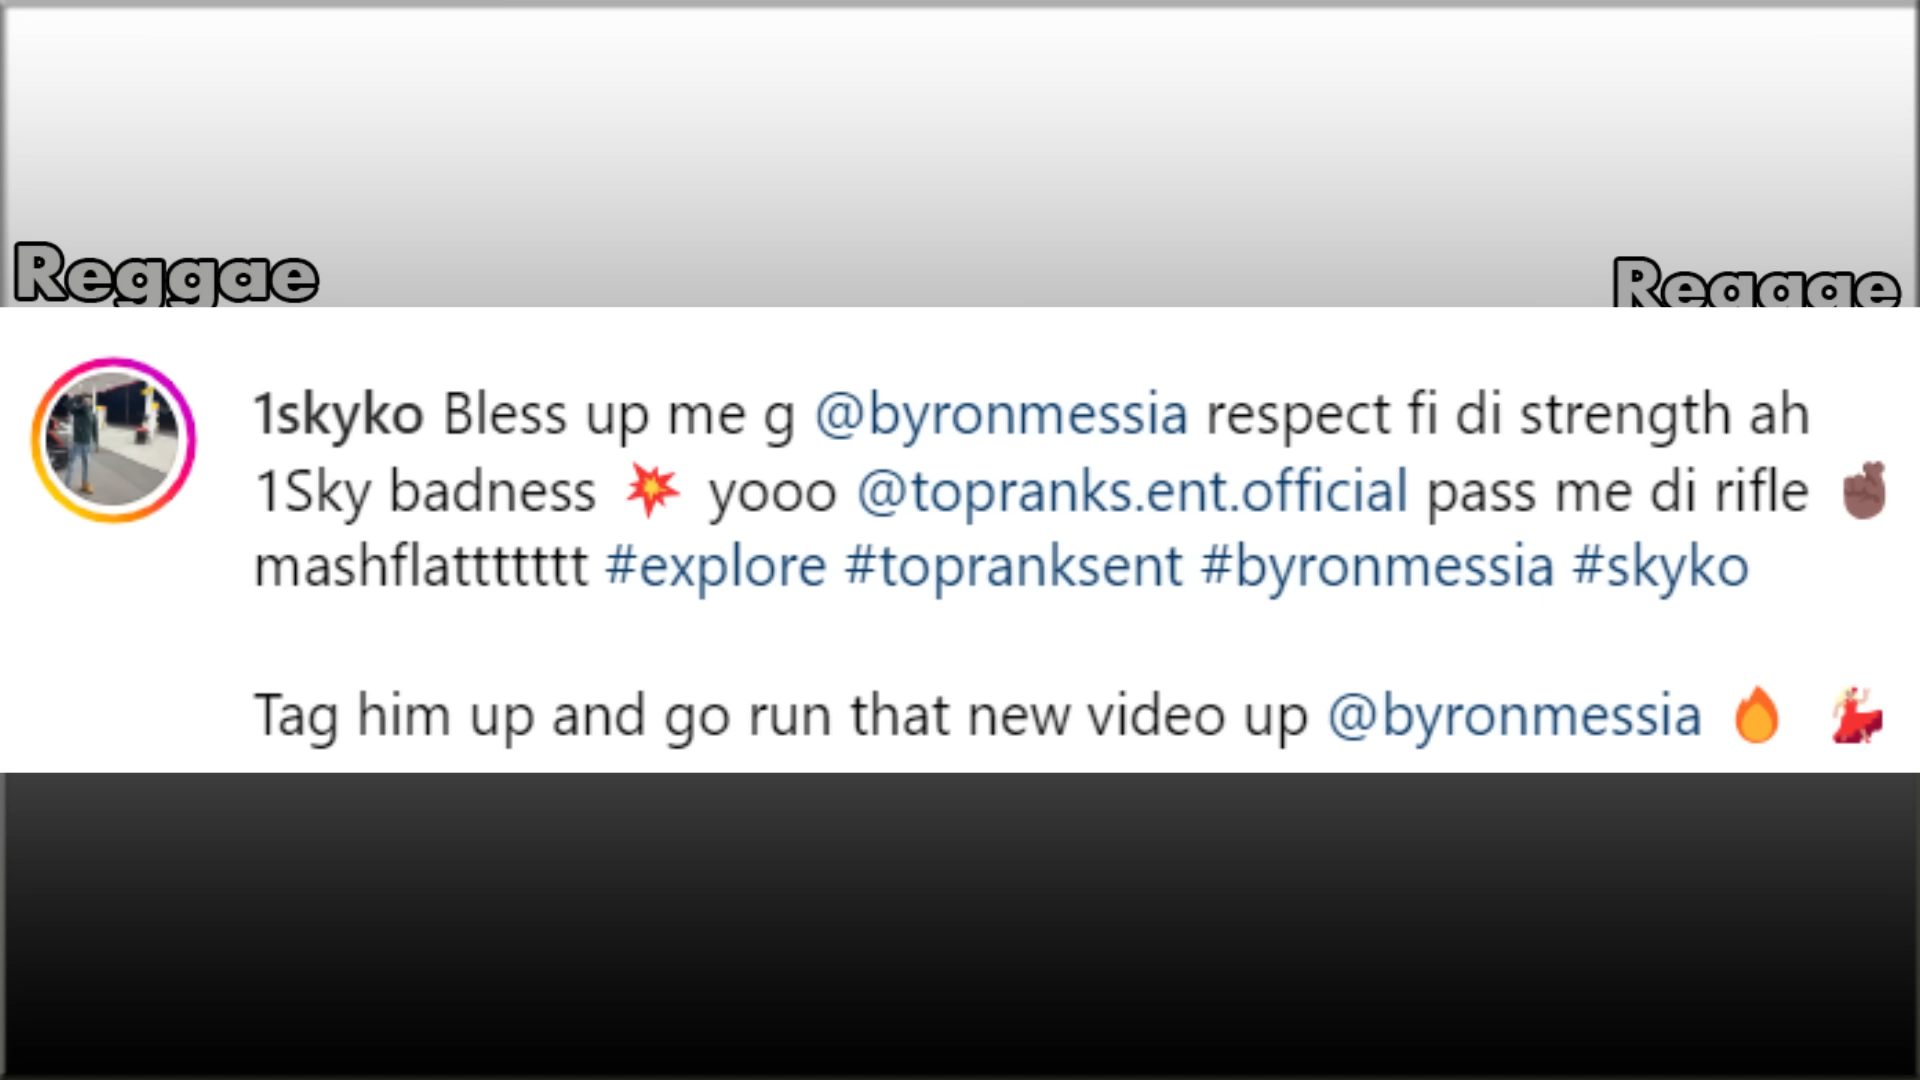 Reggae
Reggae
1skyko Bless up me g @byronmessia respect fi di strength ah
1Sky badness 💥 yooo @topranks.ent.official pass me di rifle 🤞🏿
mashflattttttt #explore #topranksent #byronmessia #skyko
Tag him up and go run that new video up @byronmessia 🔥 💃